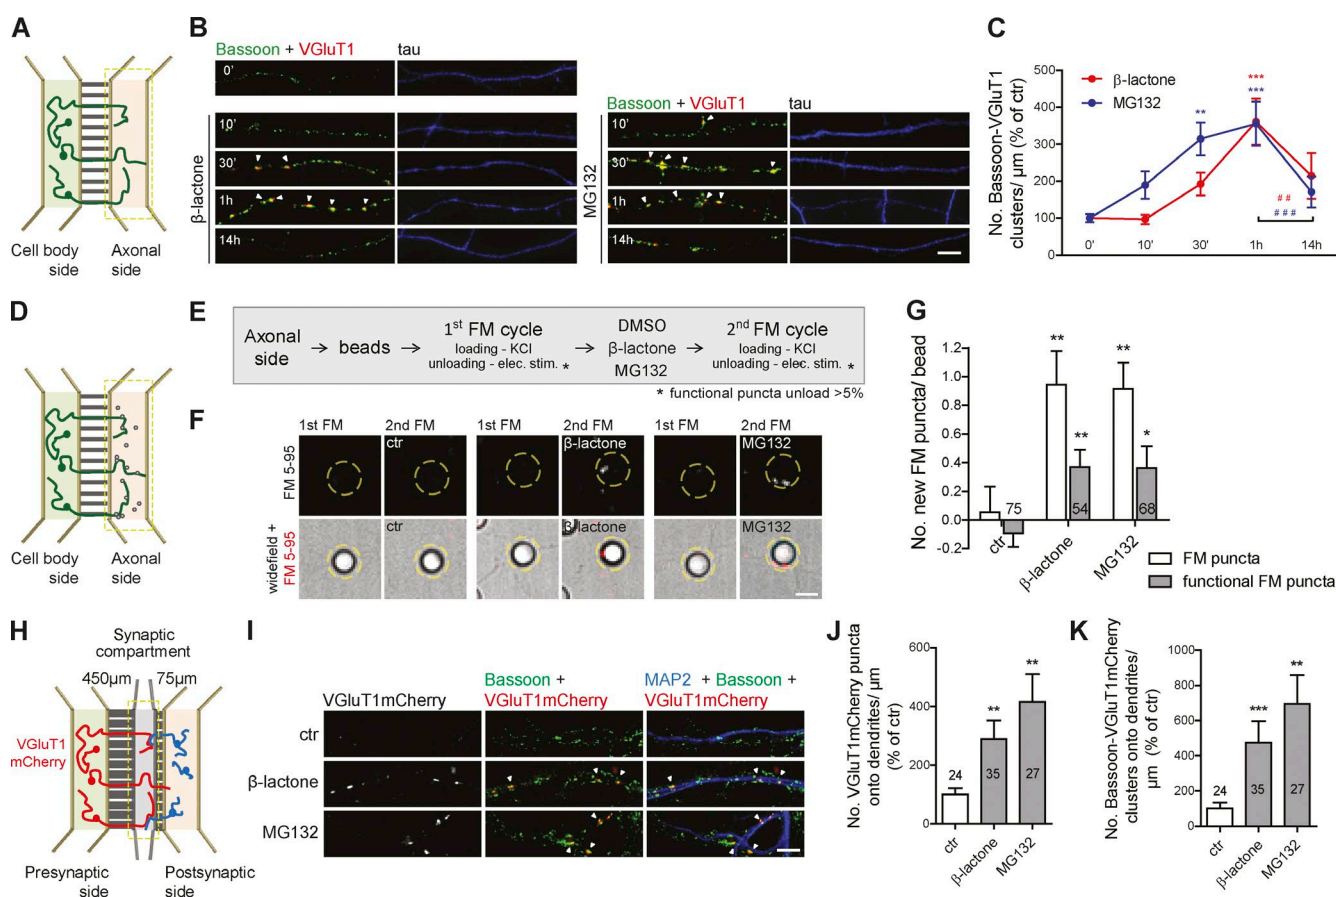 A
Cell body
side
Axonal
side
B
Bassoon + VGluT1
tau
0'
β-lactone
10'
30'
1h
14h
Bassoon + VGluT1
tau
MG132
10'
30'
1h
14h
C
No. Bassoon-VGluT1
clusters/ µm (% of ctr)
500
400
300
200
100
0
β-lactone
MG132
**
***
***
##
###
0' 10' 30' 1h 14h
D
Cell body
side
Axonal
side
E
Axonal
side
beads
1st FM cycle
loading - KCl
unloading - elec. stim. *
DMSO
β-lactone
MG132
2nd FM cycle
loading - KCl
unloading - elec. stim. *
* functional puncta unload >5%
F
1st FM 2nd FM 1st FM 2nd FM 1st FM 2nd FM
FM 5-95
ctr β-lactone MG132
widefield +
FM 5-95
ctr β-lactone MG132
G
No. new FM puncta/ bead
1.2
1.0
0.8
0.6
0.4
0.2
0.0
-0.2
**
**
**
*
75
54
68
ctr
β-lactone
MG132
FM puncta
functional FM puncta
H
Synaptic
compartment
450µm 75µm
VGluT1
mCherry
Presynaptic
side
Postsynaptic
side
I
VGluT1mCherry
Bassoon +
VGluT1mCherry
MAP2 + Bassoon +
VGluT1mCherry
ctr
β-lactone
MG132
J
No. VGluT1mCherry puncta
onto dendrites/ µm
(% of ctr)
600
400
200
0
**
**
24
35
27
ctr
β-lactone
MG132
K
No. Bassoon-VGluT1mCherry
clusters onto dendrites/
µm (% of ctr)
1000
800
600
400
200
0
***
**
24
35
27
ctr
β-lactone
MG132